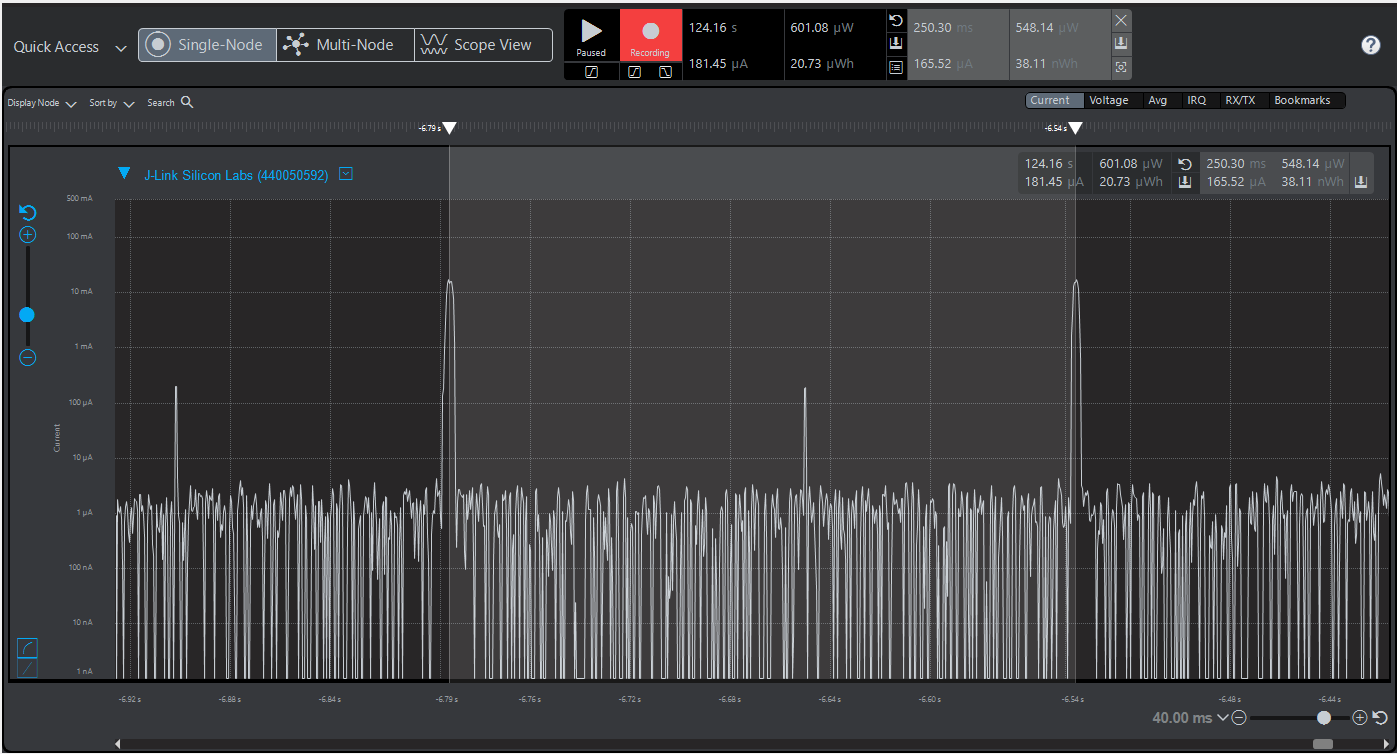 Quick Access
Single-Node
Multi-Node
Scope View
Paused
Recording
124.16 s
601.08 µW
181.45 µA
20.73 µWh
250.30 ms
548.14 µW
165.52 µA
38.11 nWh
?
Display Node
Sort by
Search
Current
Voltage
Avg
IRQ
RX/TX
Bookmarks
-6.79 s
-6.54 s
J-Link Silicon Labs (440050592)
124.16 s
601.08 µW
250.30 ms
548.14 µW
181.45 µA
20.73 µWh
165.52 µA
38.11 nWh
500 mA
100 mA
10 mA
1 mA
100 µA
10 µA
1 µA
100 nA
10 nA
1 nA
Current
-6.92 s
-6.88 s
-6.84 s
-6.79 s
-6.76 s
-6.72 s
-6.68 s
-6.64 s
-6.60 s
-6.54 s
-6.48 s
-6.44 s
40.00 ms